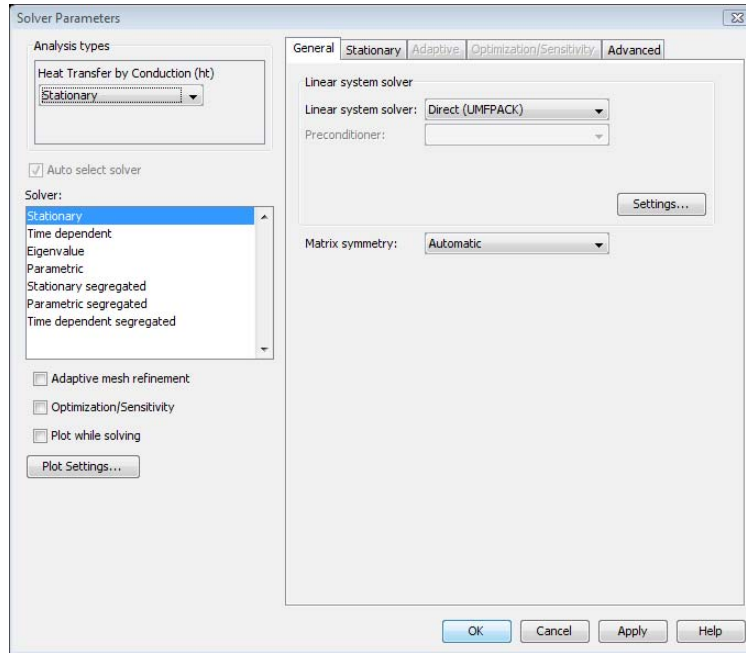 Solver Parameters
Analysis types
Heat Transfer by Conduction (ht)
Stationary
Auto select solver
Solver:
Stationary
Time dependent
Eigenvalue
Parametric
Stationary segregated
Parametric segregated
Time dependent segregated
Adaptive mesh refinement
Optimization/Sensitivity
Plot while solving
Plot Settings...
General Stationary Adaptive Optimization/Sensitivity Advanced
Linear system solver
Linear system solver: Direct (UMFPACK)
Preconditioner:
Settings...
Matrix symmetry: Automatic
OK Cancel Apply Help